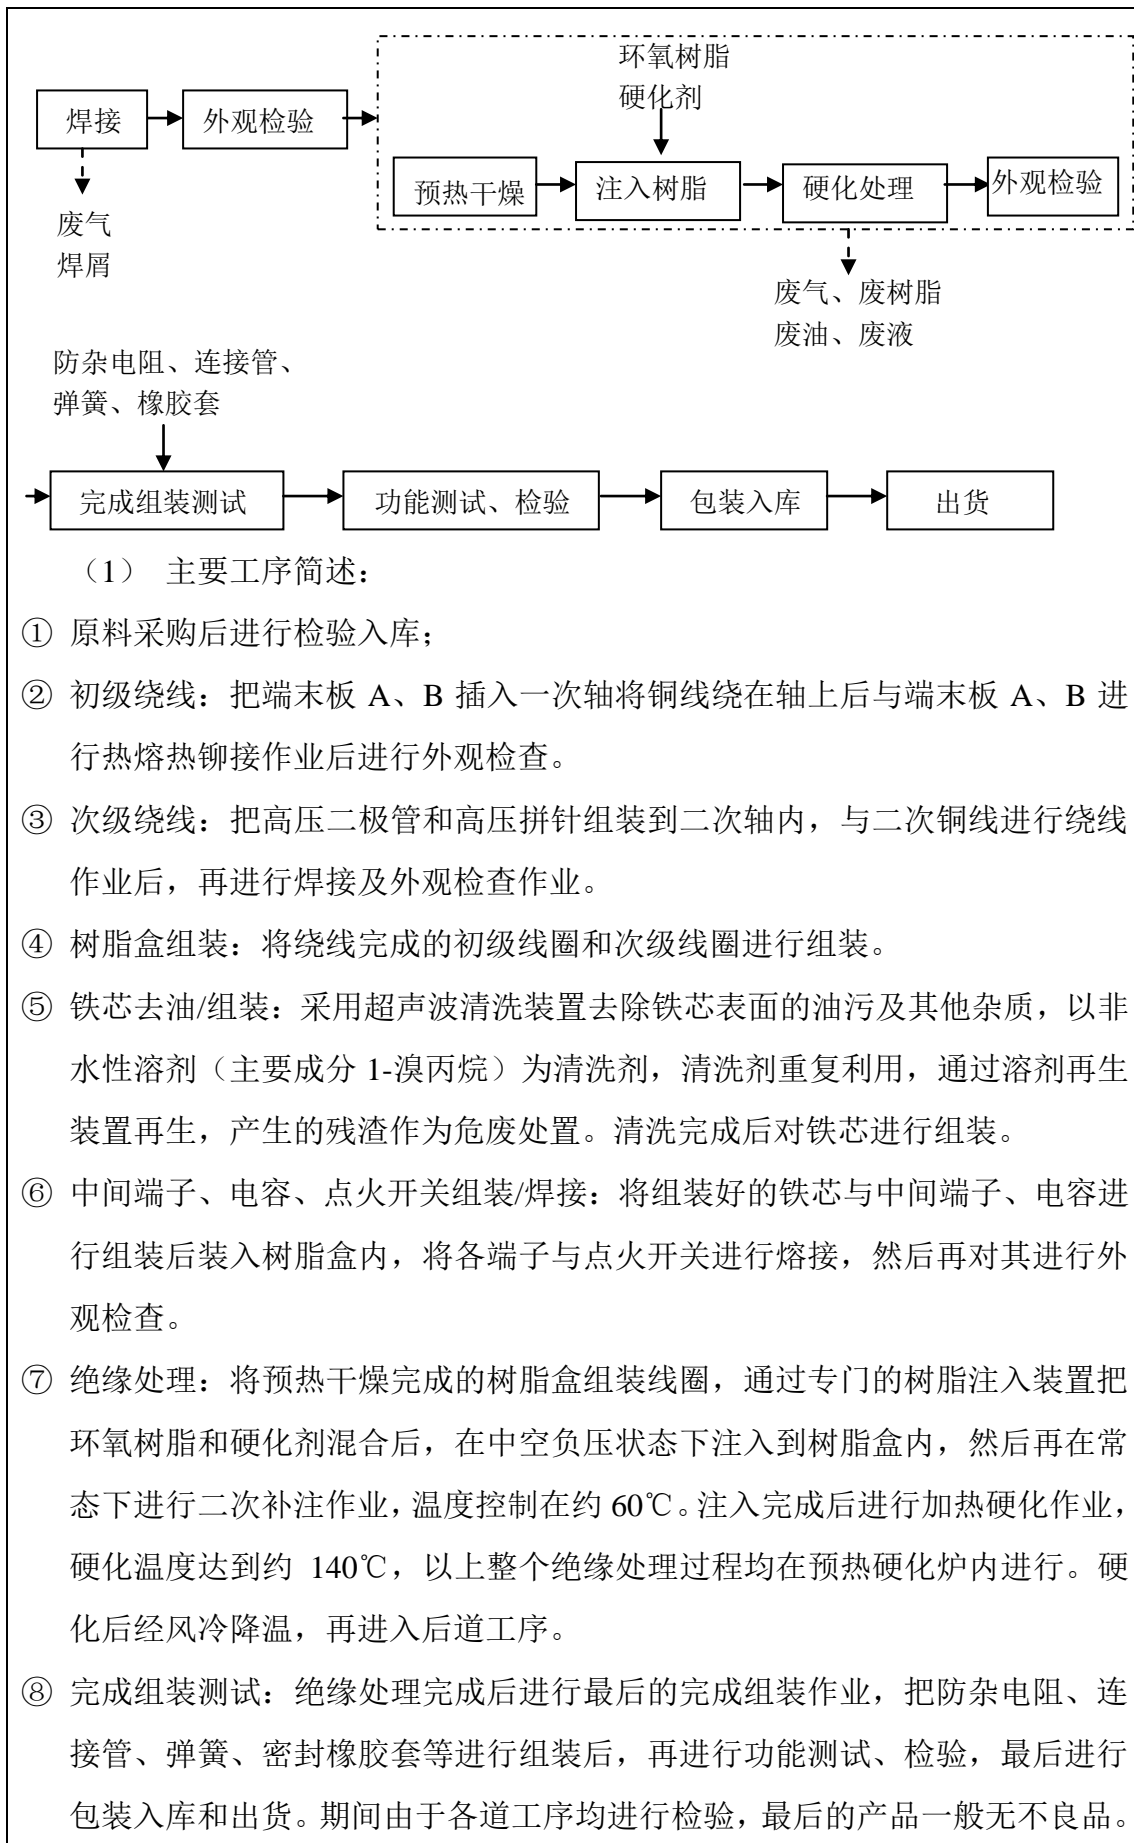 环氧树脂
硬化剂
焊接
外观检验
预热干燥
注入树脂
硬化处理
外观检验
废气
焊屑
废气、废树脂
废油、废液
防杂电阻、连接管、
弹簧、橡胶套
完成组装测试
功能测试、检验
包装入库
出货
（1） 主要工序简述：
① 原料采购后进行检验入库；
② 初级绕线：把端末板 A、B 插入一次轴将铜线绕在轴上后与端末板 A、B 进
行热熔热铆接作业后进行外观检查。
③ 次级绕线：把高压二极管和高压拼针组装到二次轴内，与二次铜线进行绕线
作业后，再进行焊接及外观检查作业。
④ 树脂盒组装：将绕线完成的初级线圈和次级线圈进行组装。
⑤ 铁芯去油/组装：采用超声波清洗装置去除铁芯表面的油污及其他杂质，以非
水性溶剂（主要成分 1-溴丙烷）为清洗剂，清洗剂重复利用，通过溶剂再生
装置再生，产生的残渣作为危废处置。清洗完成后对铁芯进行组装。
⑥ 中间端子、电容、点火开关组装/焊接：将组装好的铁芯与中间端子、电容进
行组装后装入树脂盒内，将各端子与点火开关进行熔接，然后再对其进行外
观检查。
⑦ 绝缘处理：将预热干燥完成的树脂盒组装线圈，通过专门的树脂注入装置把
环氧树脂和硬化剂混合后，在中空负压状态下注入到树脂盒内，然后再在常
态下进行二次补注作业，温度控制在约 60℃。注入完成后进行加热硬化作业，
硬化温度达到约 140℃，以上整个绝缘处理过程均在预热硬化炉内进行。硬
化后经风冷降温，再进入后道工序。
⑧ 完成组装测试：绝缘处理完成后进行最后的完成组装作业，把防杂电阻、连
接管、弹簧、密封橡胶套等进行组装后，再进行功能测试、检验，最后进行
包装入库和出货。期间由于各道工序均进行检验，最后的产品一般无不良品。